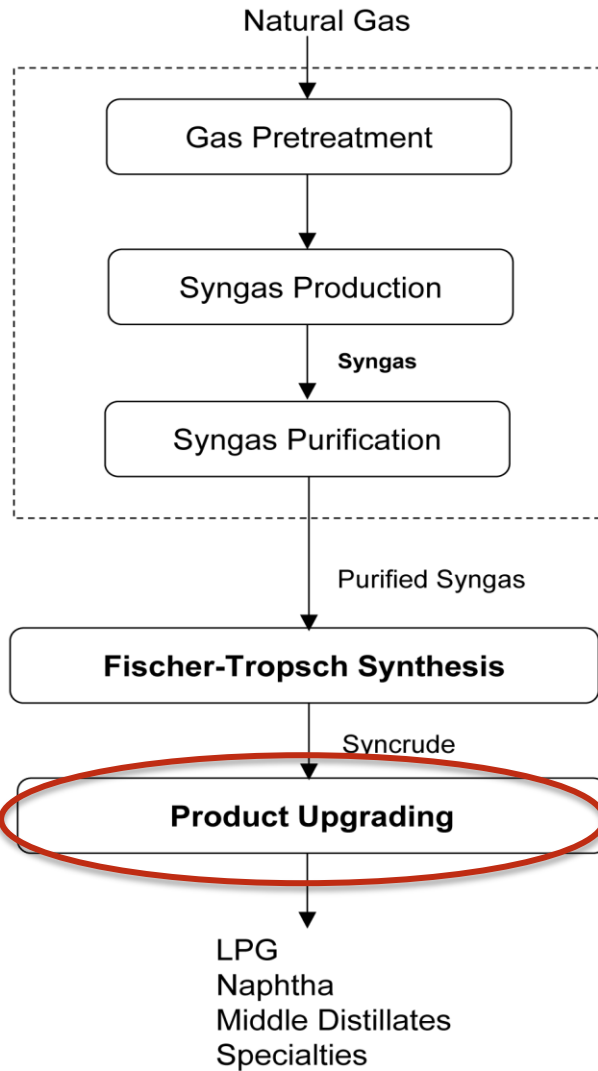 Natural Gas
Gas Pretreatment
Syngas Production
Syngas
Syngas Purification
Purified Syngas
Fischer-Tropsch Synthesis
Syncrude
Product Upgrading
LPG
Naphtha
Middle Distillates
Specialties